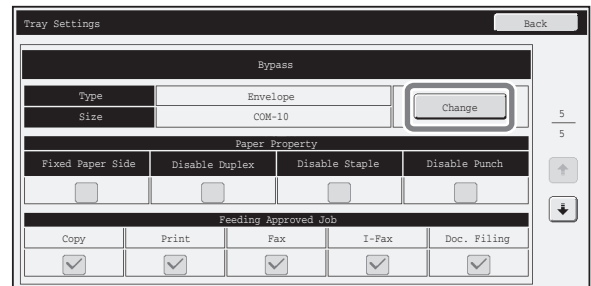 Tray Settings Back
Bypass
Type Envelope
Change
Size COM-10
5
5
Paper Property
Fixed Paper Side Disable Duplex Disable Staple Disable Punch
Feeding Approved Job
Copy Print Fax I-Fax Doc. Filing